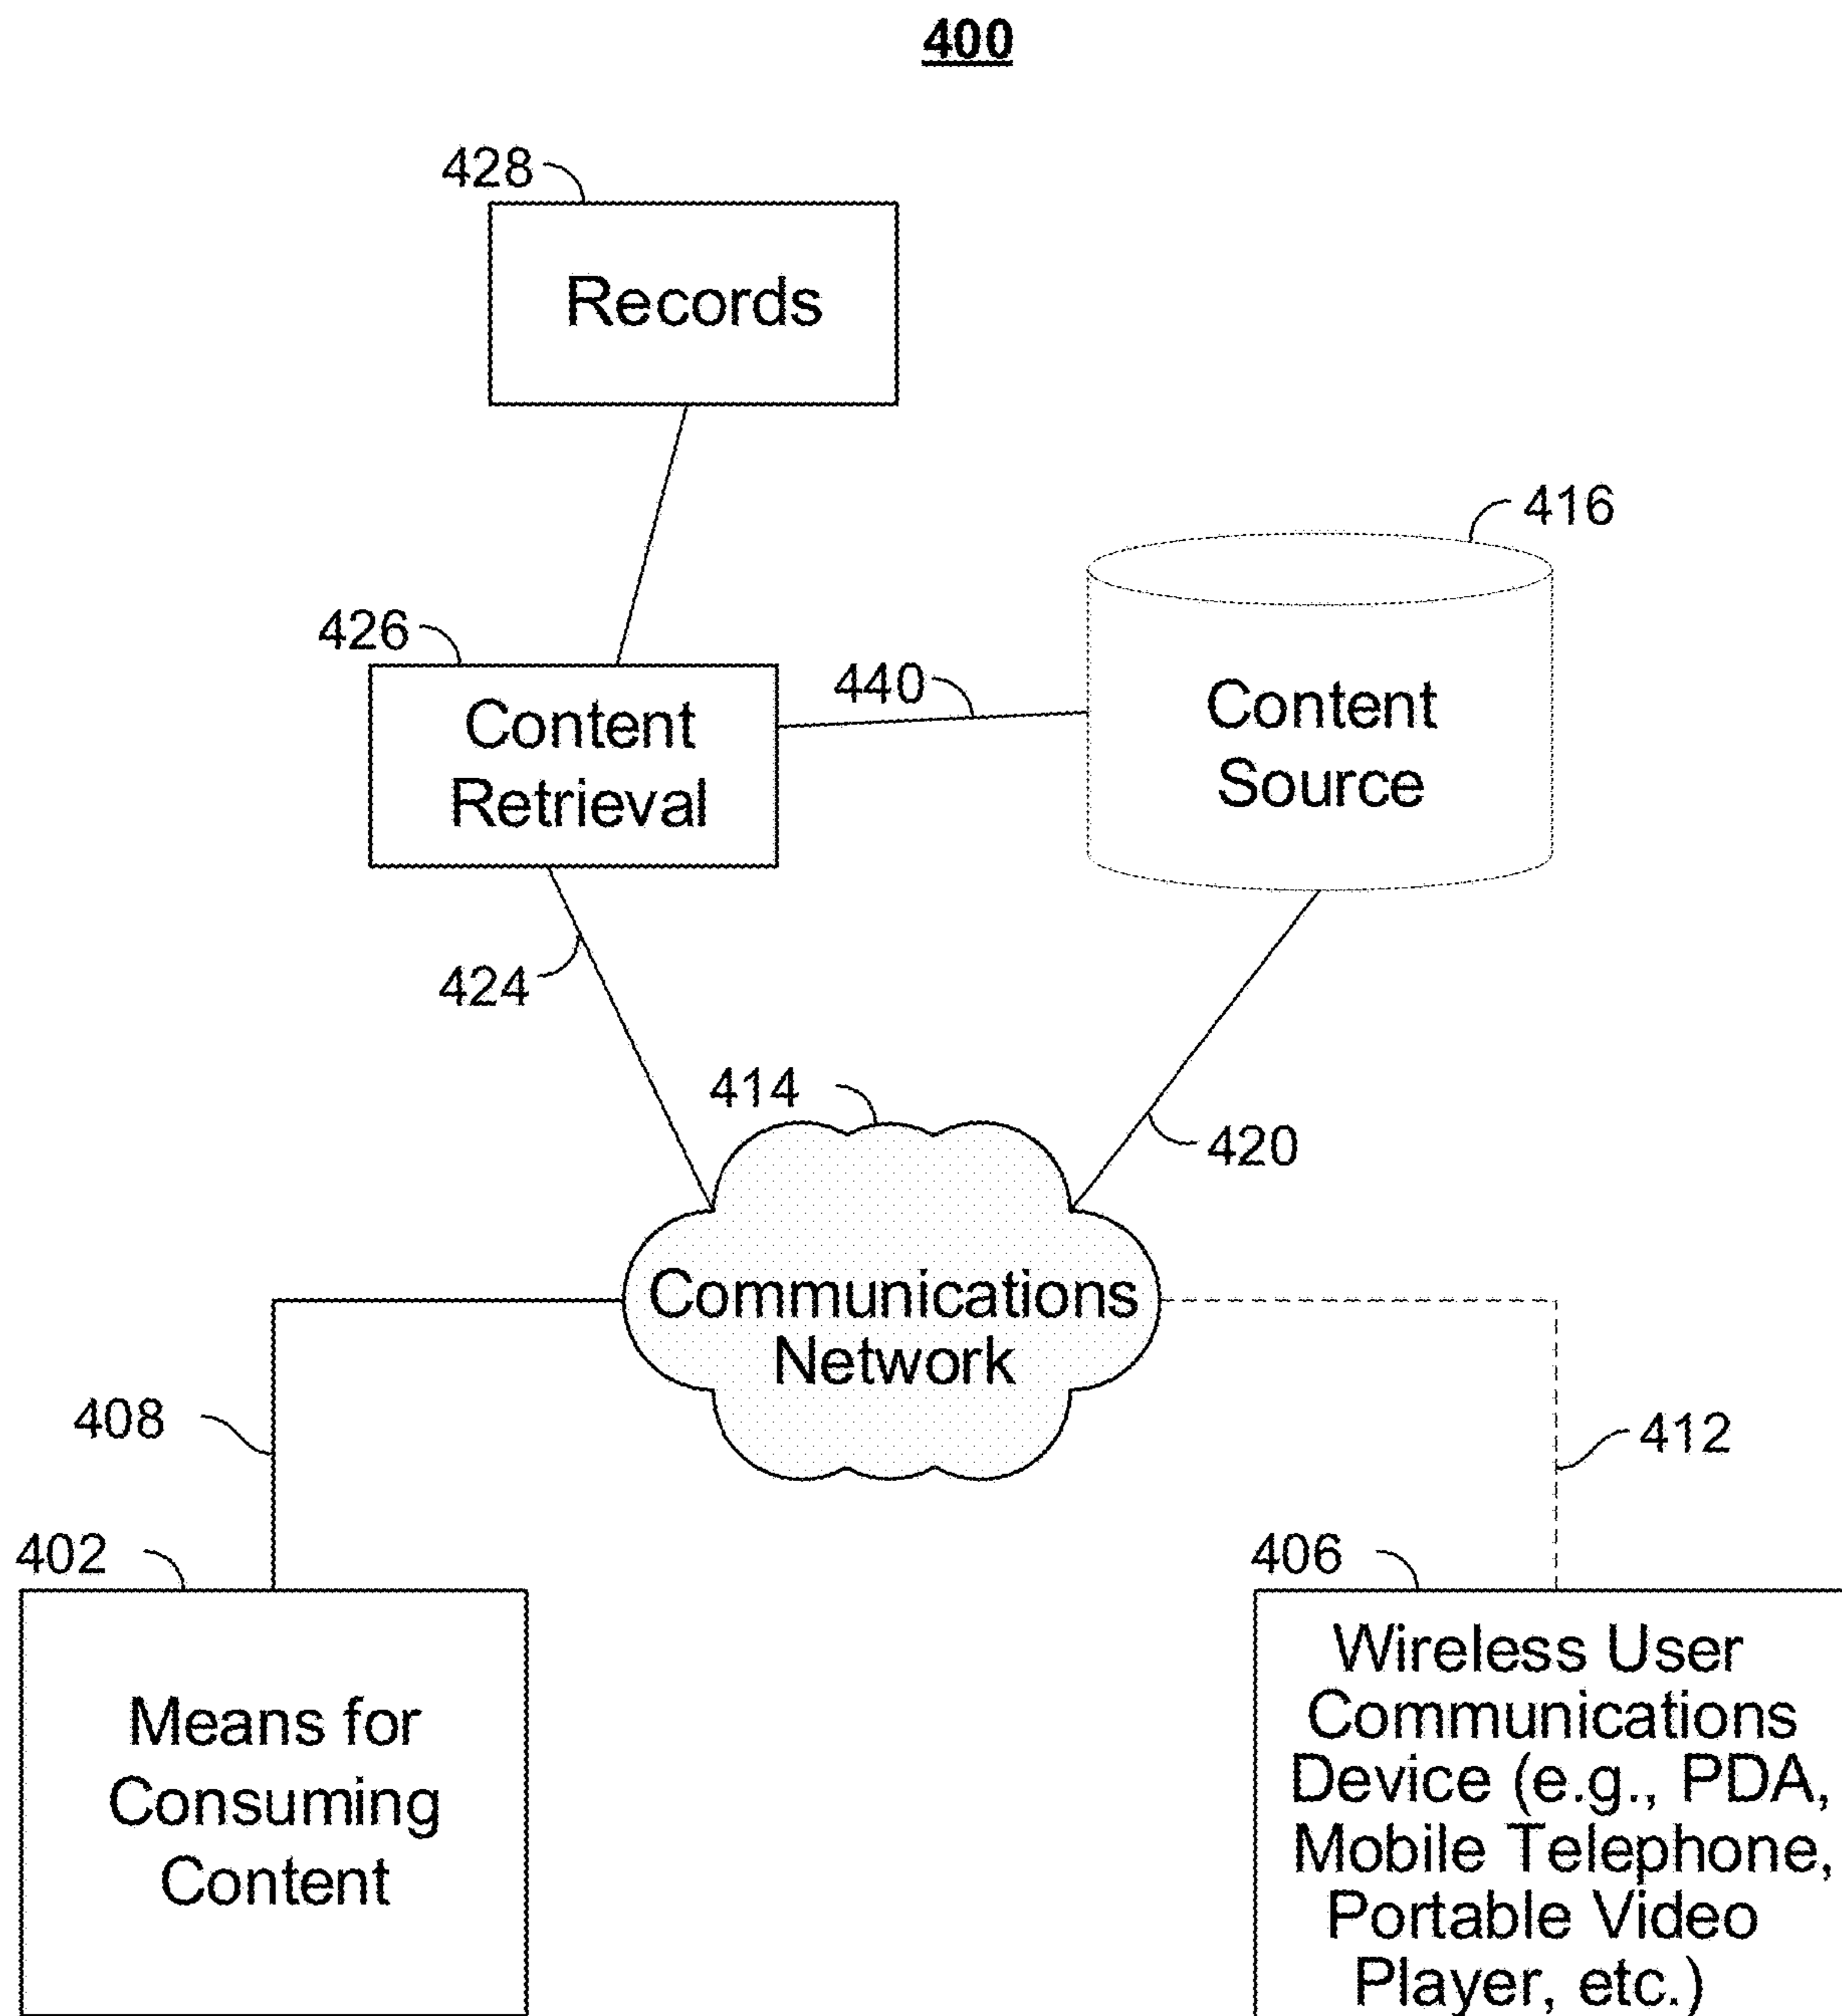 400
428
Records
416
426
440
Content
Retrieval
Content
Source
424
414
420
Communications
Network
408
412
402
406
Means for
Consuming
Content
Wireless User
Communications
Device (e.g., PDA,
Mobile Telephone,
Portable Video
Player, etc.)